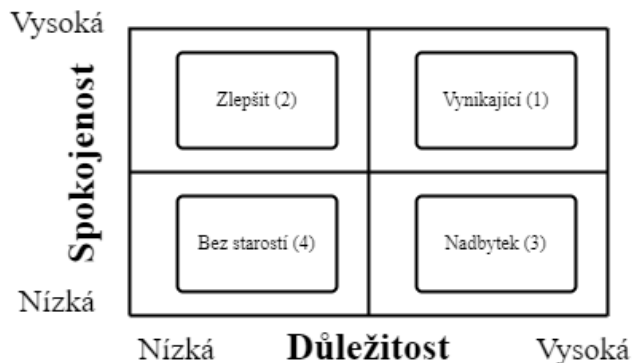 Vysoká
Zlepšit (2)
Vynikající (1)
Spokojenost
Bez starostí (4)
Nadbytek (3)
Nízká
Nízká
Důležitost
Vysoká